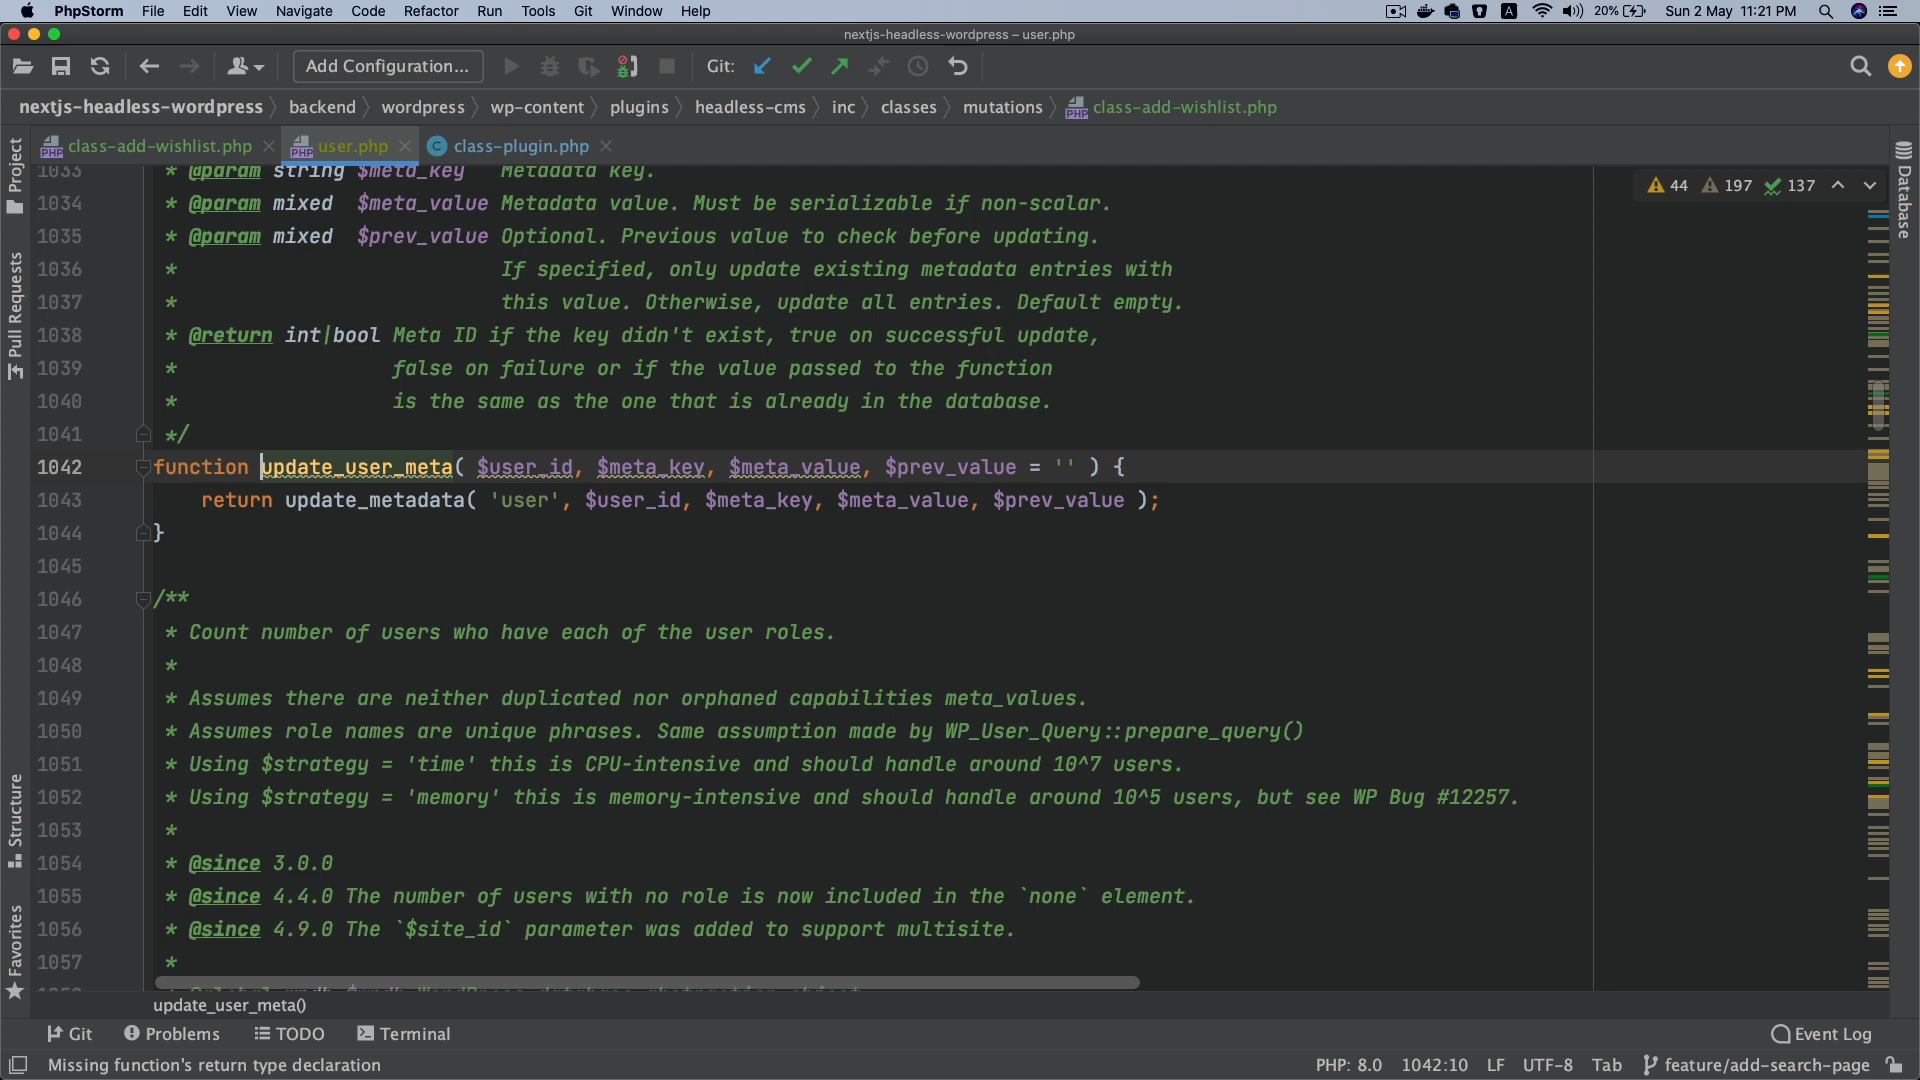 PhpStorm File Edit View Navigate Code Refactor Run Tools Git Window Help A 20% Sun 2 May 11:21 PM
nextjs-headless-wordpress – user.php
Add Configuration... Git:
nextjs-headless-wordpress backend wordpress wp-content plugins headless-cms inc classes mutations class-add-wishlist.php
class-add-wishlist.php user.php class-plugin.php
44 197 137
1033 * @param string $meta_key Metadata key.
1034 * @param mixed $meta_value Metadata value. Must be serializable if non-scalar.
1035 * @param mixed $prev_value Optional. Previous value to check before updating.
1036 * If specified, only update existing metadata entries with
1037 * this value. Otherwise, update all entries. Default empty.
1038 * @return int|bool Meta ID if the key didn't exist, true on successful update,
1039 * false on failure or if the value passed to the function
1040 * is the same as the one that is already in the database.
1041 */
1042 function update_user_meta( $user_id, $meta_key, $meta_value, $prev_value = '' ) {
1043 return update_metadata( 'user', $user_id, $meta_key, $meta_value, $prev_value );
1044 }
1045
1046 /**
1047 * Count number of users who have each of the user roles.
1048 *
1049 * Assumes there are neither duplicated nor orphaned capabilities meta_values.
1050 * Assumes role names are unique phrases. Same assumption made by WP_User_Query::prepare_query()
1051 * Using $strategy = 'time' this is CPU-intensive and should handle around 10^7 users.
1052 * Using $strategy = 'memory' this is memory-intensive and should handle around 10^5 users, but see WP Bug #12257.
1053 *
1054 * @since 3.0.0
1055 * @since 4.4.0 The number of users with no role is now included in the `none` element.
1056 * @since 4.9.0 The `$site_id` parameter was added to support multisite.
1057 *
update_user_meta()
Project
Pull Requests
Structure
Favorites
Database
Git Problems TODO Terminal Event Log
Missing function's return type declaration PHP: 8.0 1042:10 LF UTF-8 Tab feature/add-search-page